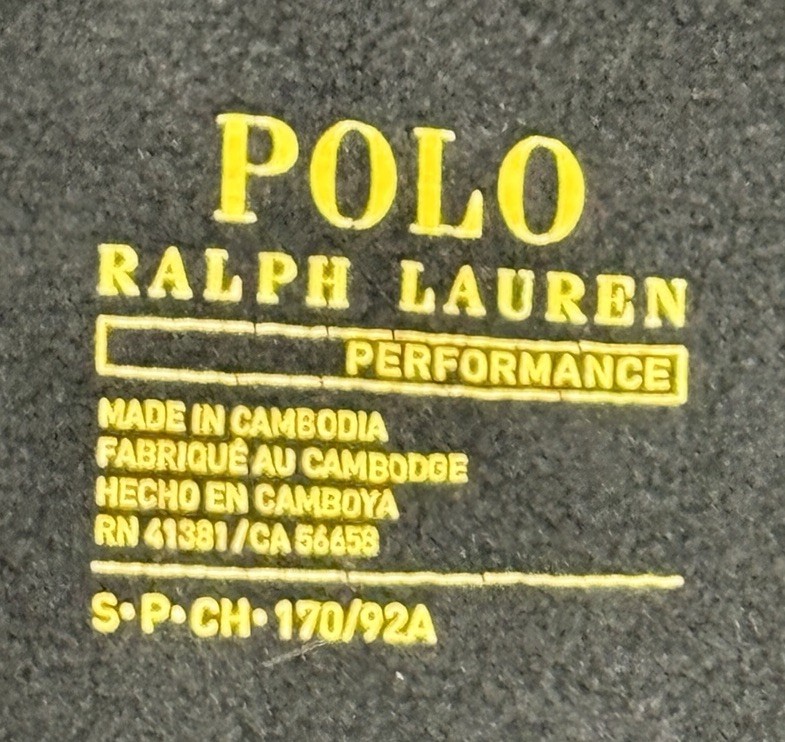 POLO
RALPH LAUREN
PERFORMANCE
MADE IN CAMBODIA
FABRIQUÉ AU CAMBODGE
HECHO EN CAMBOYA
RN 41381/CA 56658
S•P•CH•170/92A